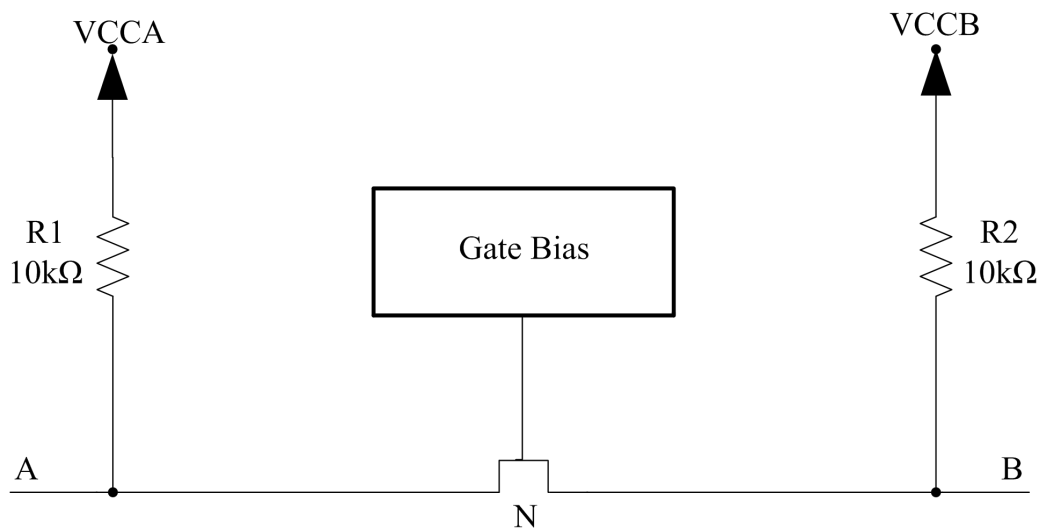 VCCA
VCCB
R1
10kΩ
Gate Bias
R2
10kΩ
A
B
N